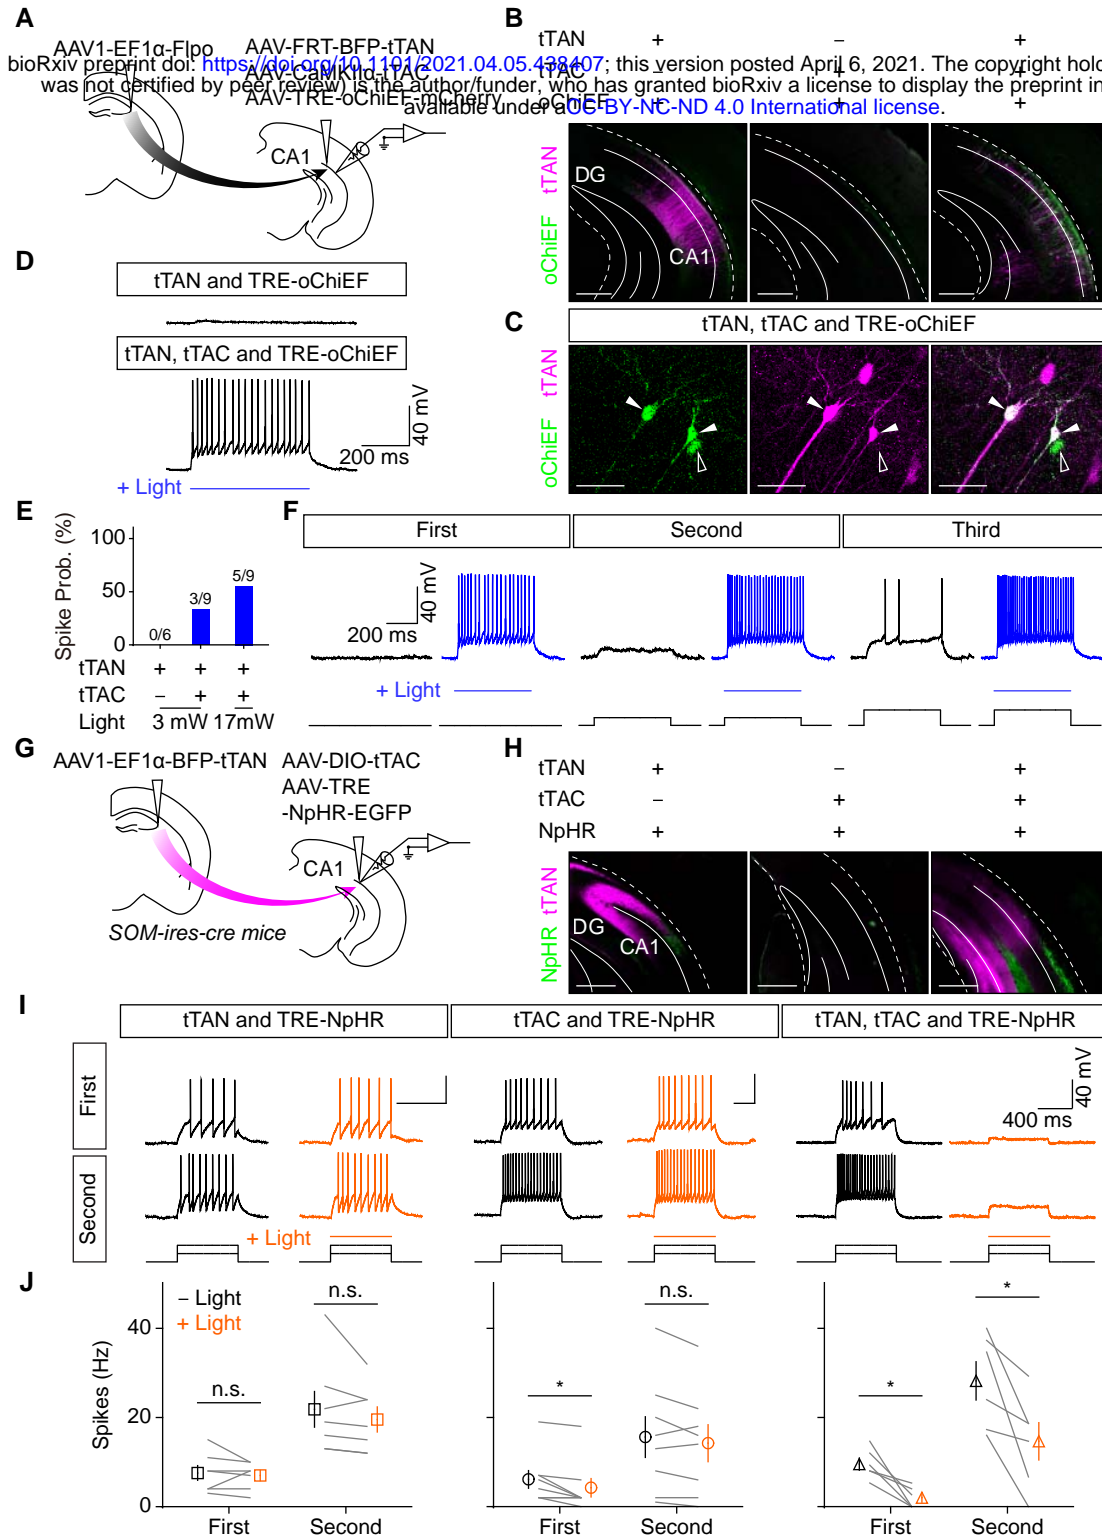 A
AAV1-EF1α-Flpo
AAV-FRT-BFP-tTAN
AAV-CaMKIIα-tTAC
AAV-TRE-oChiEF-mCherry
CA1
bioRxiv preprint doi: https://doi.org/10.1101/2021.04.05.438407; this version posted April 6, 2021. The copyright hold
was not certified by peer review) is the author/funder, who has granted bioRxiv a license to display the preprint in
available under aCC-BY-NC-ND 4.0 International license.
B
tTAN + – +
tTAC – + +
oChiEF + + +
oChiEF tTAN
DG
CA1
C
tTAN, tTAC and TRE-oChiEF
oChiEF tTAN
D
tTAN and TRE-oChiEF
tTAN, tTAC and TRE-oChiEF
40 mV
200 ms
+ Light
E
Spike Prob. (%)
100
50
0
0/6
3/9
5/9
tTAN + + +
tTAC – + +
Light 3 mW 17mW
F
First Second Third
40 mV
200 ms
+ Light
G
AAV1-EF1α-BFP-tTAN
AAV-DIO-tTAC
AAV-TRE
-NpHR-EGFP
CA1
SOM-ires-cre mice
H
tTAN + – +
tTAC – + +
NpHR + + +
NpHR tTAN
DG
CA1
I
tTAN and TRE-NpHR
tTAC and TRE-NpHR
tTAN, tTAC and TRE-NpHR
First
40 mV
400 ms
Second
+ Light
J
– Light
+ Light
Spikes (Hz)
40
20
0
n.s.
n.s.
*
n.s.
*
*
First Second First Second First Second